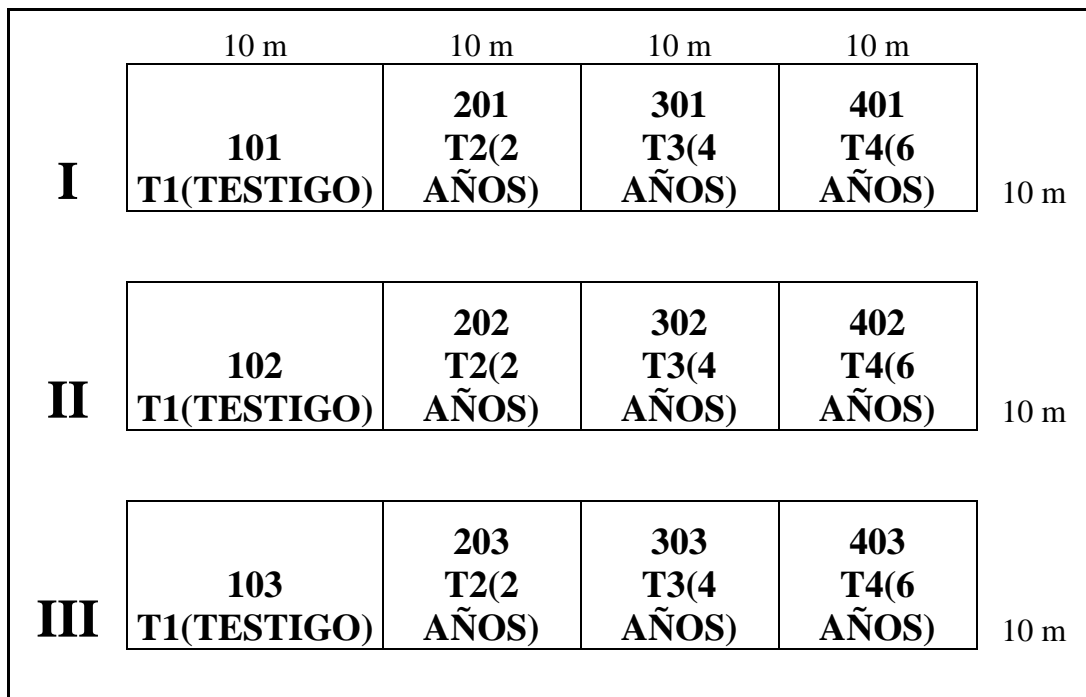 10 m 10 m 10 m 10 m
I
101
T1(TESTIGO)
201
T2(2
AÑOS)
301
T3(4
AÑOS)
401
T4(6
AÑOS)
10 m
II
102
T1(TESTIGO)
202
T2(2
AÑOS)
302
T3(4
AÑOS)
402
T4(6
AÑOS)
10 m
III
103
T1(TESTIGO)
203
T2(2
AÑOS)
303
T3(4
AÑOS)
403
T4(6
AÑOS)
10 m